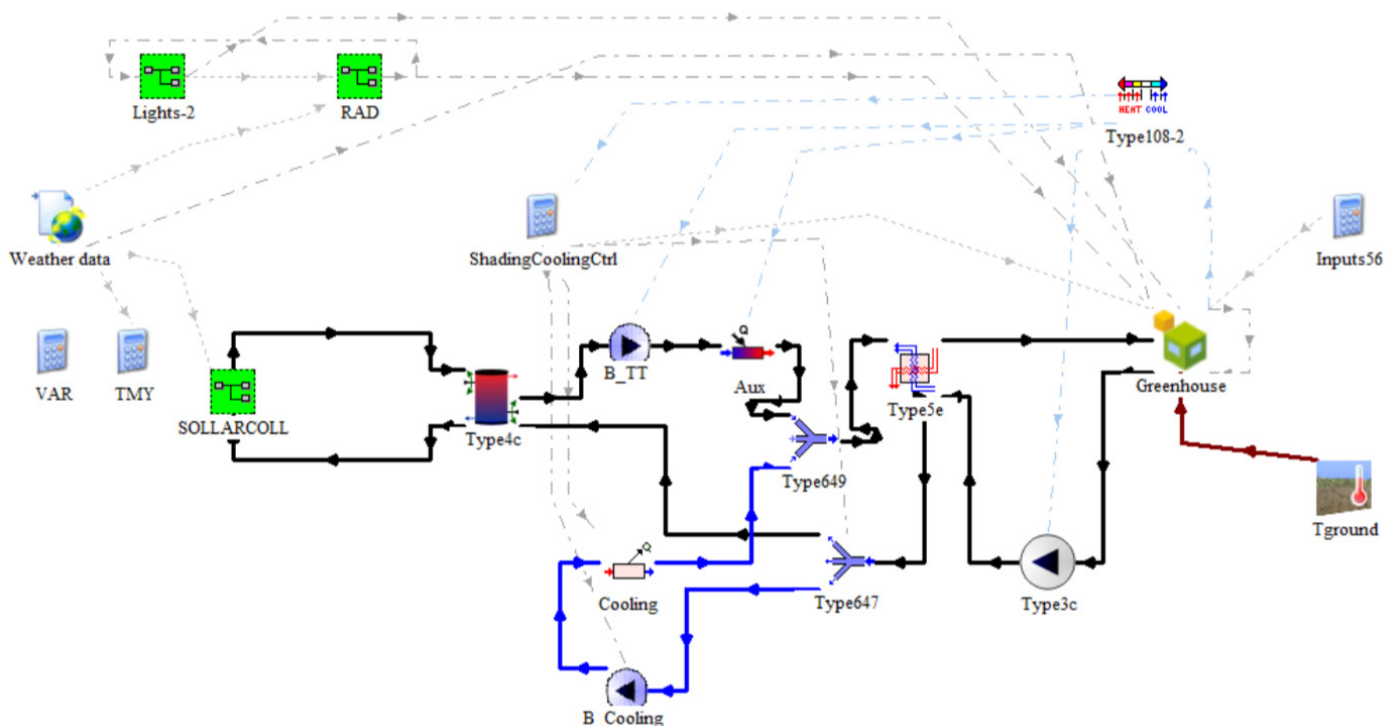 HEAT COOL
Lights-2
RAD
Type108-2
Weather data
ShadingCoolingCtrl
Inputs56
VAR
TMY
B_TT
Q
Aux
Type5e
Greenhouse
SOLLARCOLL
Type4c
Type649
Tground
Q
Cooling
Type647
Type3c
B_Cooling